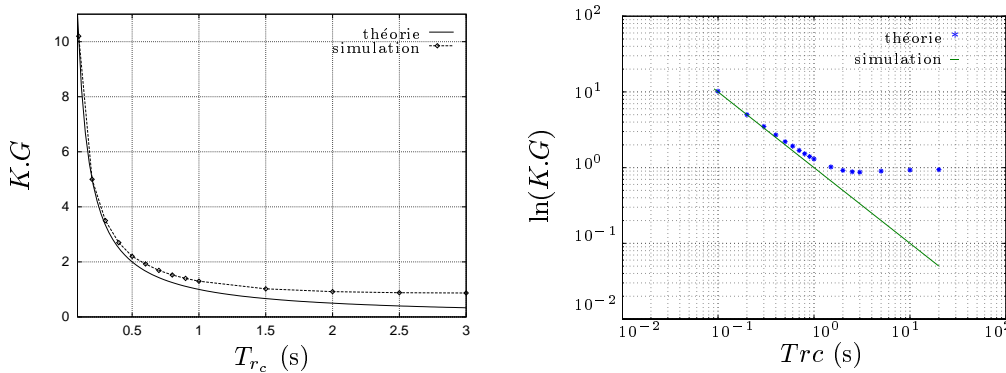 K.G
10
8
6
4
2
0
théorie
simulation
0.5 1 1.5 2 2.5 3
T_{r_c} (s)
ln(K.G)
10^2
10^1
10^0
10^{-1}
10^{-2}
théorie
simulation
10^{-2} 10^{-1} 10^0 10^1 10^2
Trc (s)